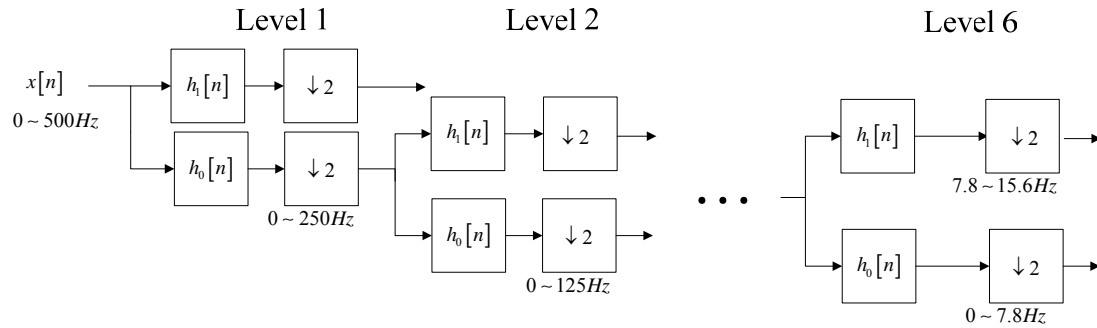 Level 1 Level 2 Level 6
x[n]
0 ~ 500Hz
h₁[n] ↓ 2
h₀[n] ↓ 2
0 ~ 250Hz
h₁[n] ↓ 2
h₀[n] ↓ 2
0 ~ 125Hz
• • •
h₁[n] ↓ 2
7.8 ~ 15.6Hz
h₀[n] ↓ 2
0 ~ 7.8Hz